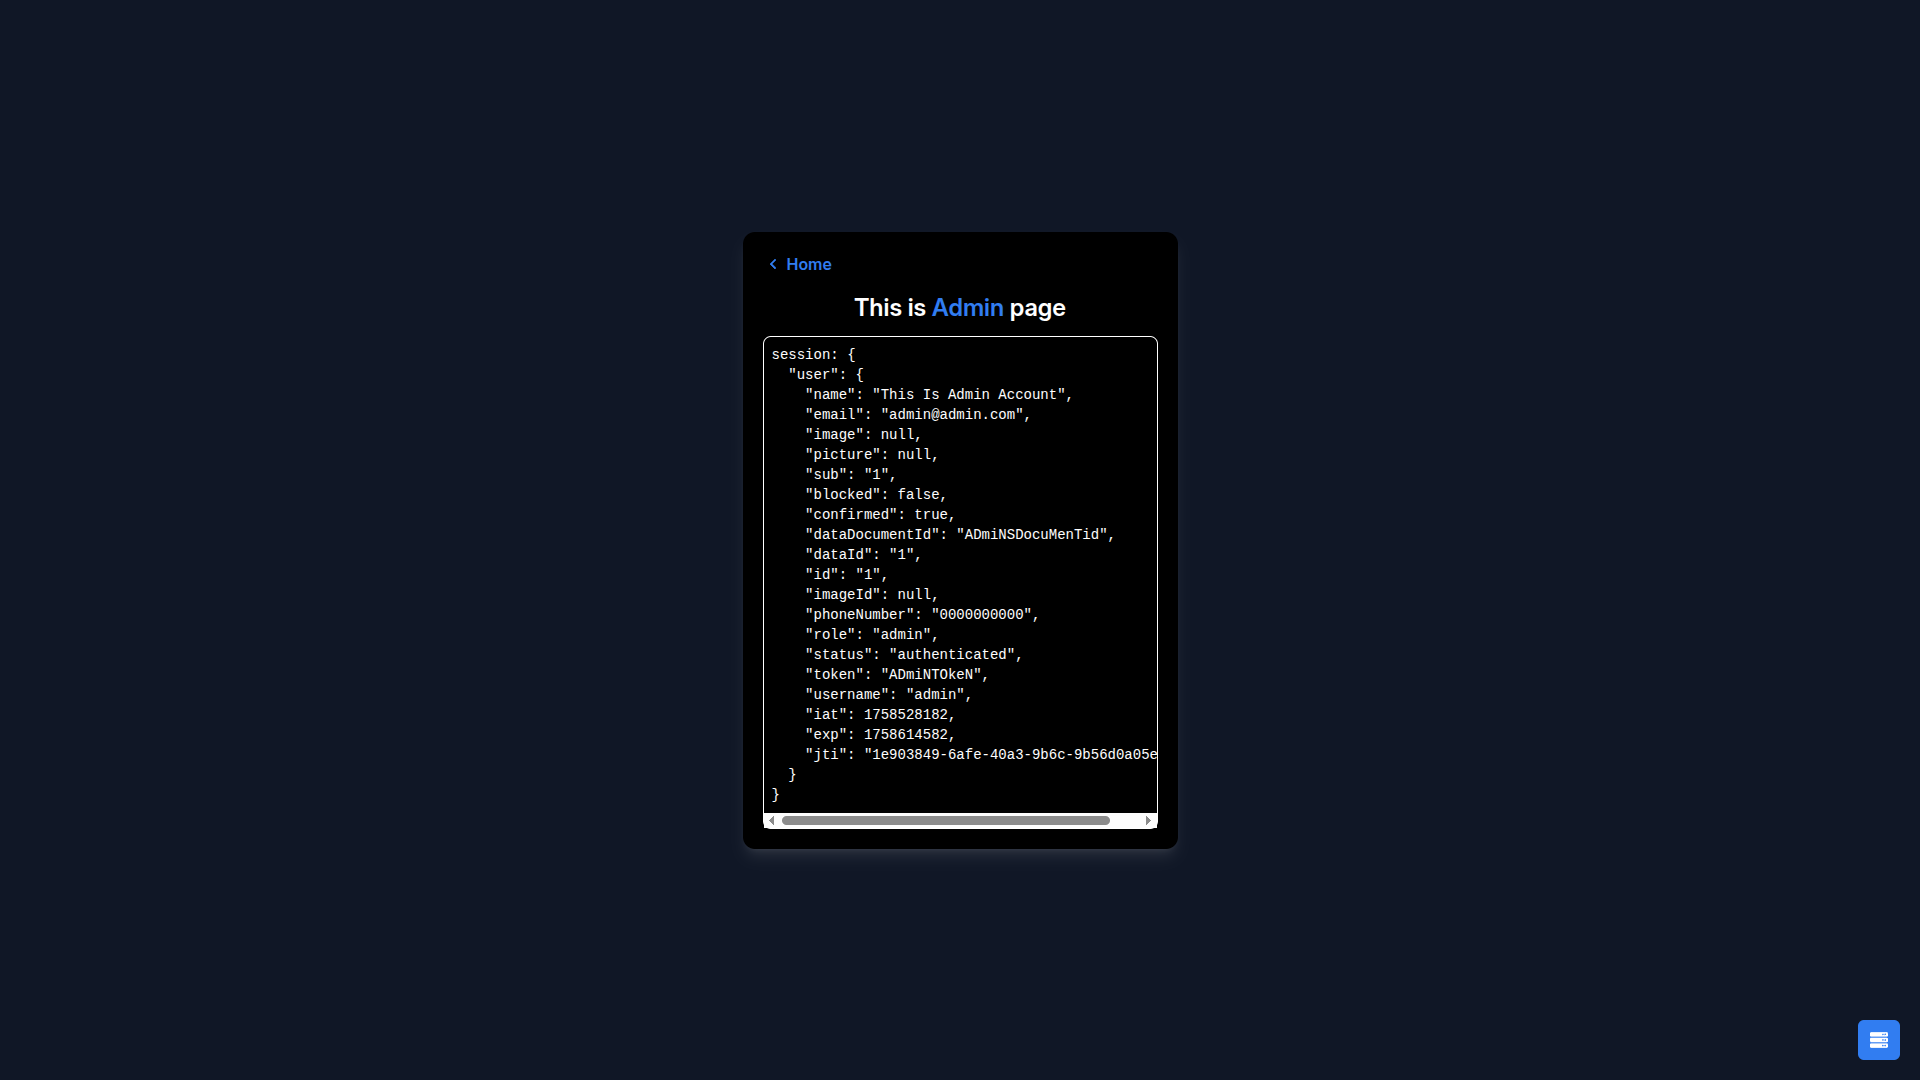 Home
This is Admin page
session: {
  "user": {
    "name": "This Is Admin Account",
    "email": "admin@admin.com",
    "image": null,
    "picture": null,
    "sub": "1",
    "blocked": false,
    "confirmed": true,
    "dataDocumentId": "ADmiNSDocuMenTid",
    "dataId": "1",
    "id": "1",
    "imageId": null,
    "phoneNumber": "0000000000",
    "role": "admin",
    "status": "authenticated",
    "token": "ADmiNTOkeN",
    "username": "admin",
    "iat": 1758528182,
    "exp": 1758614582,
    "jti": "1e903849-6afe-40a3-9b6c-9b56d0a05e
  }
}